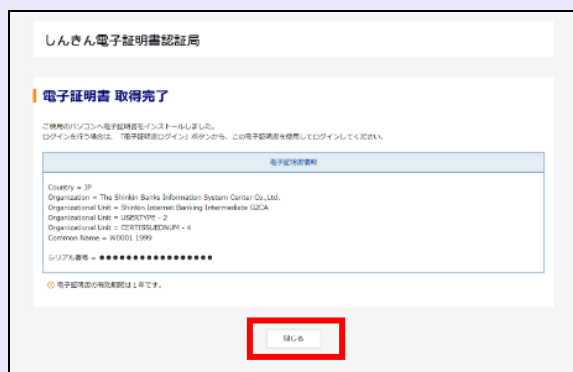 しんきん電子証明書認証局
電子証明書 取得完了
ご使用のパソコンへ電子証明書をインストールしました。
ログインを行う場合は、「電子証明書ログイン」ボタンから、この電子証明書を使用してログインしてください。
電子証明書情報
Country = JP
Organization = The Shinkin Banks Information System Center Co.,Ltd.
Organizational Unit = Shinkin Internet Banking Intermediate G2CA
Organizational Unit = USERTYPE - 2
Organizational Unit = CERTISSUEDNUM - 4
Common Name = W0001 1999
シリアル番号 = ●●●●●●●●●●●●●●●●●
電子証明書の有効期限は1年です。
閉じる